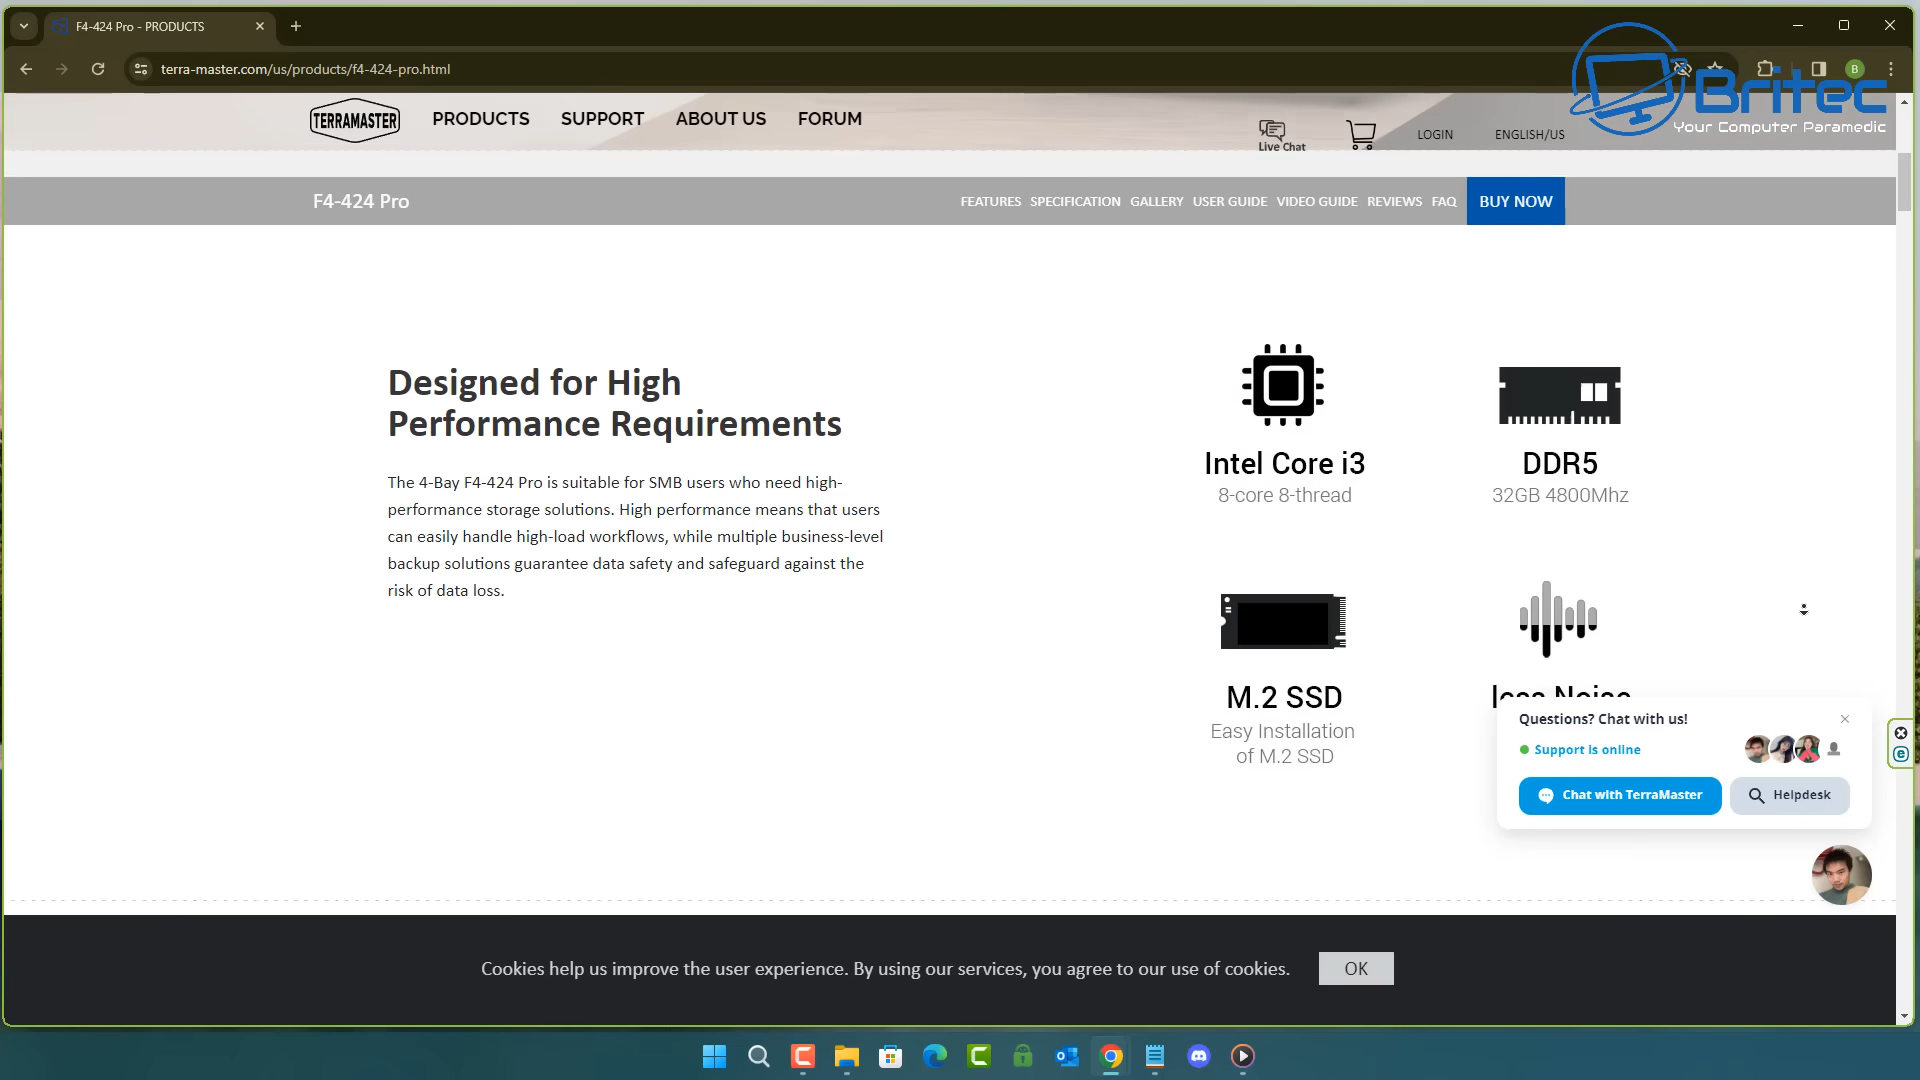 F4-424 Pro - PRODUCTS
terra-master.com/us/products/f4-424-pro.html
B
Britec
Your Computer Paramedic
TERRAMASTER
PRODUCTS
SUPPORT
ABOUT US
FORUM
Live Chat
LOGIN
ENGLISH/US
F4-424 Pro
FEATURES
SPECIFICATION
GALLERY
USER GUIDE
VIDEO GUIDE
REVIEWS
FAQ
BUY NOW
Designed for High
Performance Requirements
The 4-Bay F4-424 Pro is suitable for SMB users who need high-
performance storage solutions. High performance means that users
can easily handle high-load workflows, while multiple business-level
backup solutions guarantee data safety and safeguard against the
risk of data loss.
Intel Core i3
8-core 8-thread
DDR5
32GB 4800Mhz
M.2 SSD
Easy Installation
of M.2 SSD
less Noise
Questions? Chat with us!
Support is online
Chat with TerraMaster
Helpdesk
Cookies help us improve the user experience. By using our services, you agree to our use of cookies.
OK